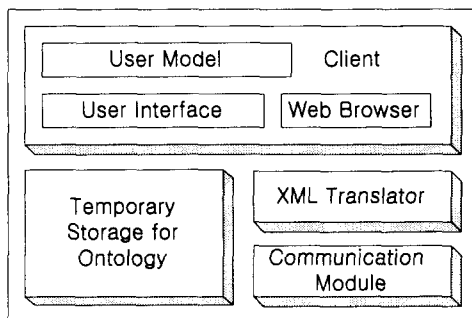 User Model
Client
User Interface
Web Browser
Temporary
Storage for
Ontology
XML Translator
Communication
Module